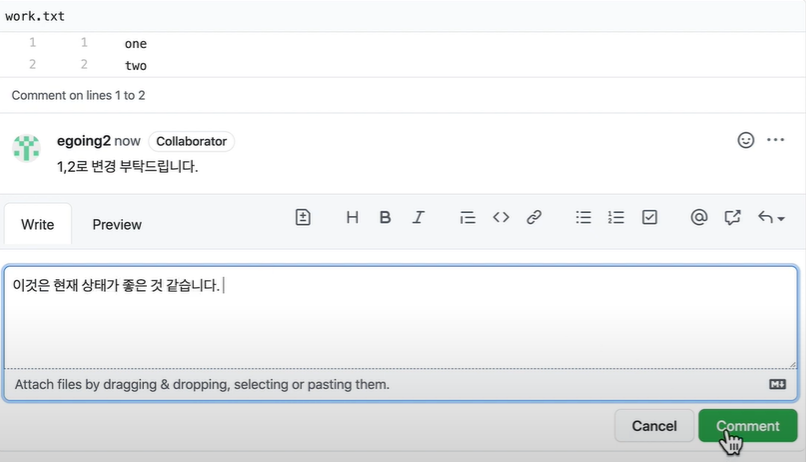 work.txt
1 1 one
2 2 two
Comment on lines 1 to 2
egoing2 now Collaborator
1,2로 변경 부탁드립니다.
Write Preview H B I
이것은 현재 상태가 좋은 것 같습니다.
Attach files by dragging & dropping, selecting or pasting them.
Cancel Comment